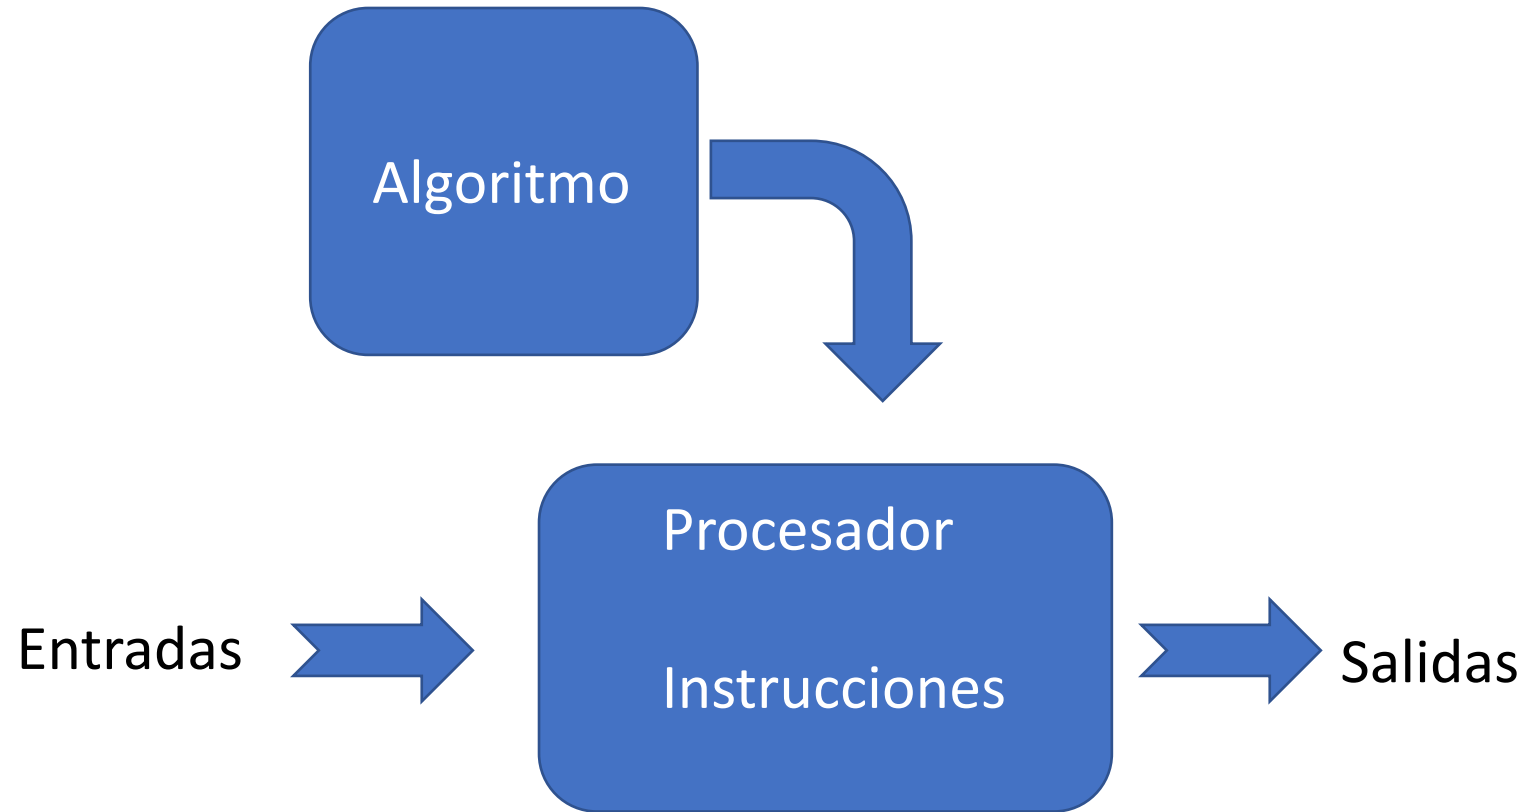 Algoritmo
Procesador
Entradas
Instrucciones
Salidas